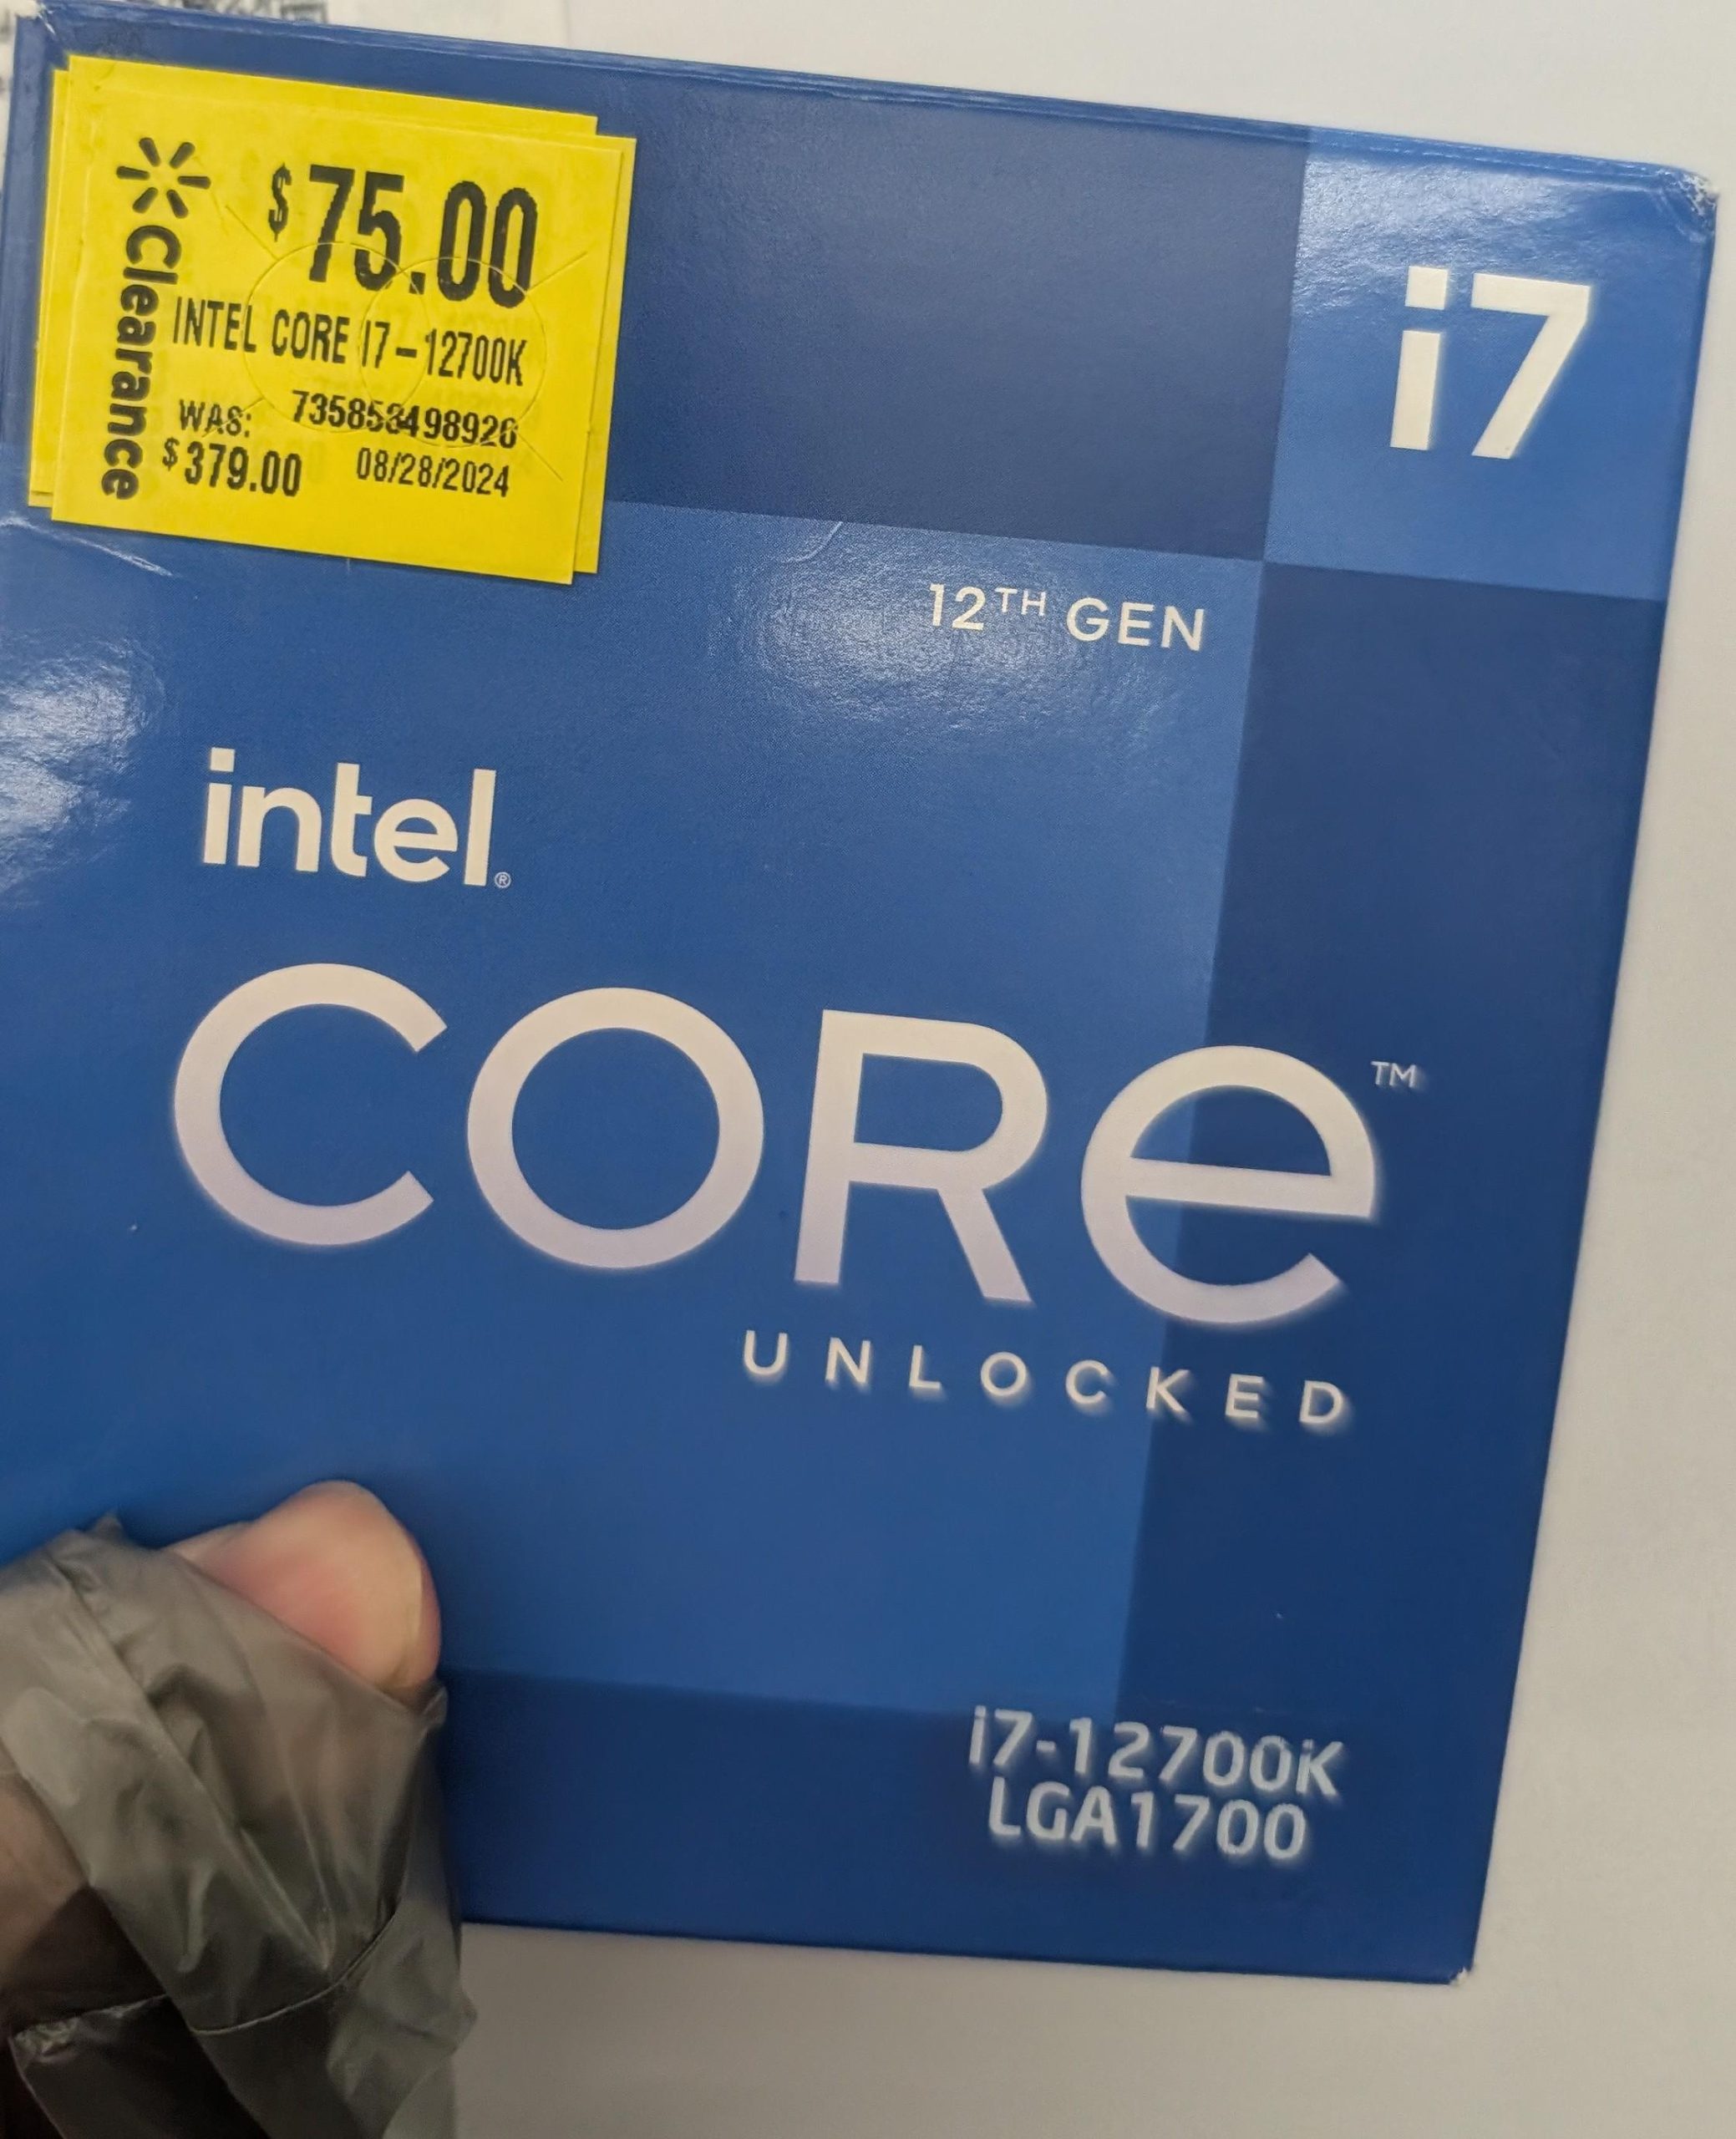 $75.00
Clearance
INTEL CORE I7-12700K
WAS: 735858498926
$379.00 08/28/2024
i7
12TH GEN
intel®
CORe™
UNLOCKED
i7-12700K
LGA1700